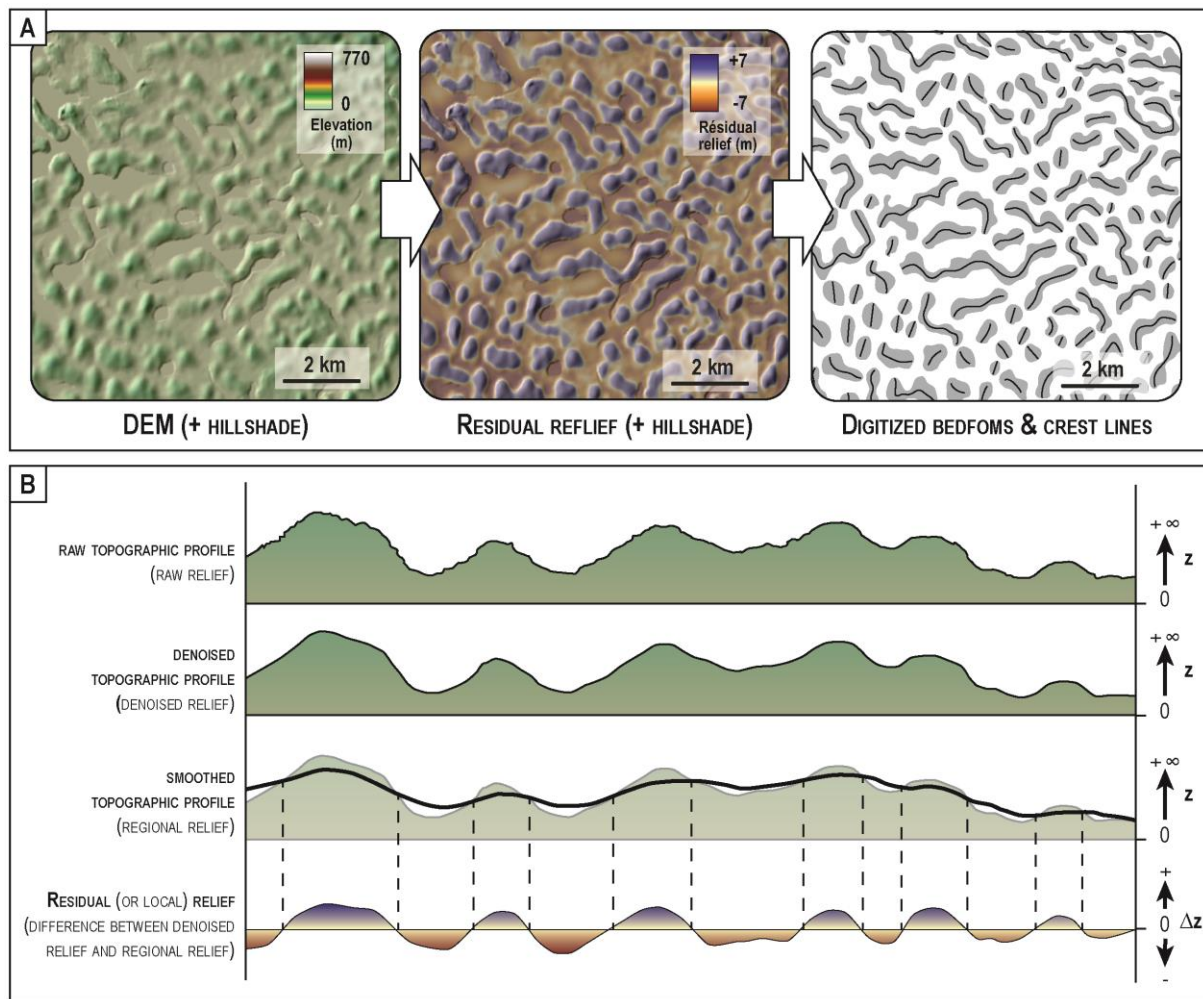 A
770
0
Elevation
(m)
2 km
DEM (+ HILLSHADE)
+7
-7
Résidual
relief (m)
2 km
RESIDUAL REFLIEF (+ HILLSHADE)
2 km
DIGITIZED BEDFOMS & CREST LINES
B
RAW TOPOGRAPHIC PROFILE
(RAW RELIEF)
+ ∞
z
0
DENOISED
TOPOGRAPHIC PROFILE
(DENOISED RELIEF)
+ ∞
z
0
SMOOTHED
TOPOGRAPHIC PROFILE
(REGIONAL RELIEF)
+ ∞
z
0
RESIDUAL (OR LOCAL) RELIEF
(DIFFERENCE BETWEEN DENOISED
RELIEF AND REGIONAL RELIEF)
+
0 Δz
-